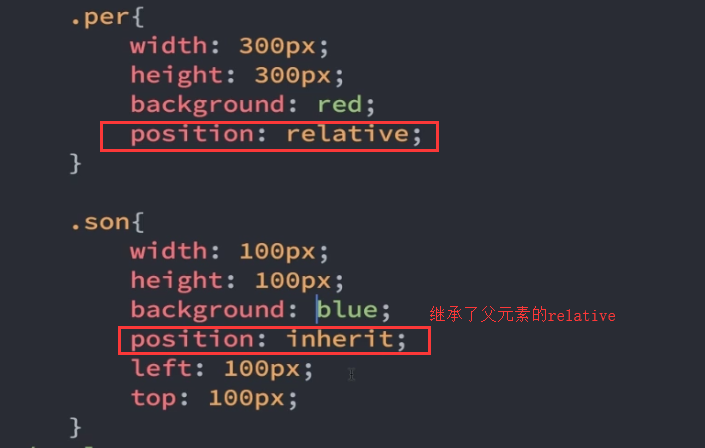 .per{
width: 300px;
height: 300px;
background: red;
position: relative;
}
.son{
width: 100px;
height: 100px;
background: blue;
继承了父元素的relative
position: inherit;
left: 100px;
top: 100px;
}